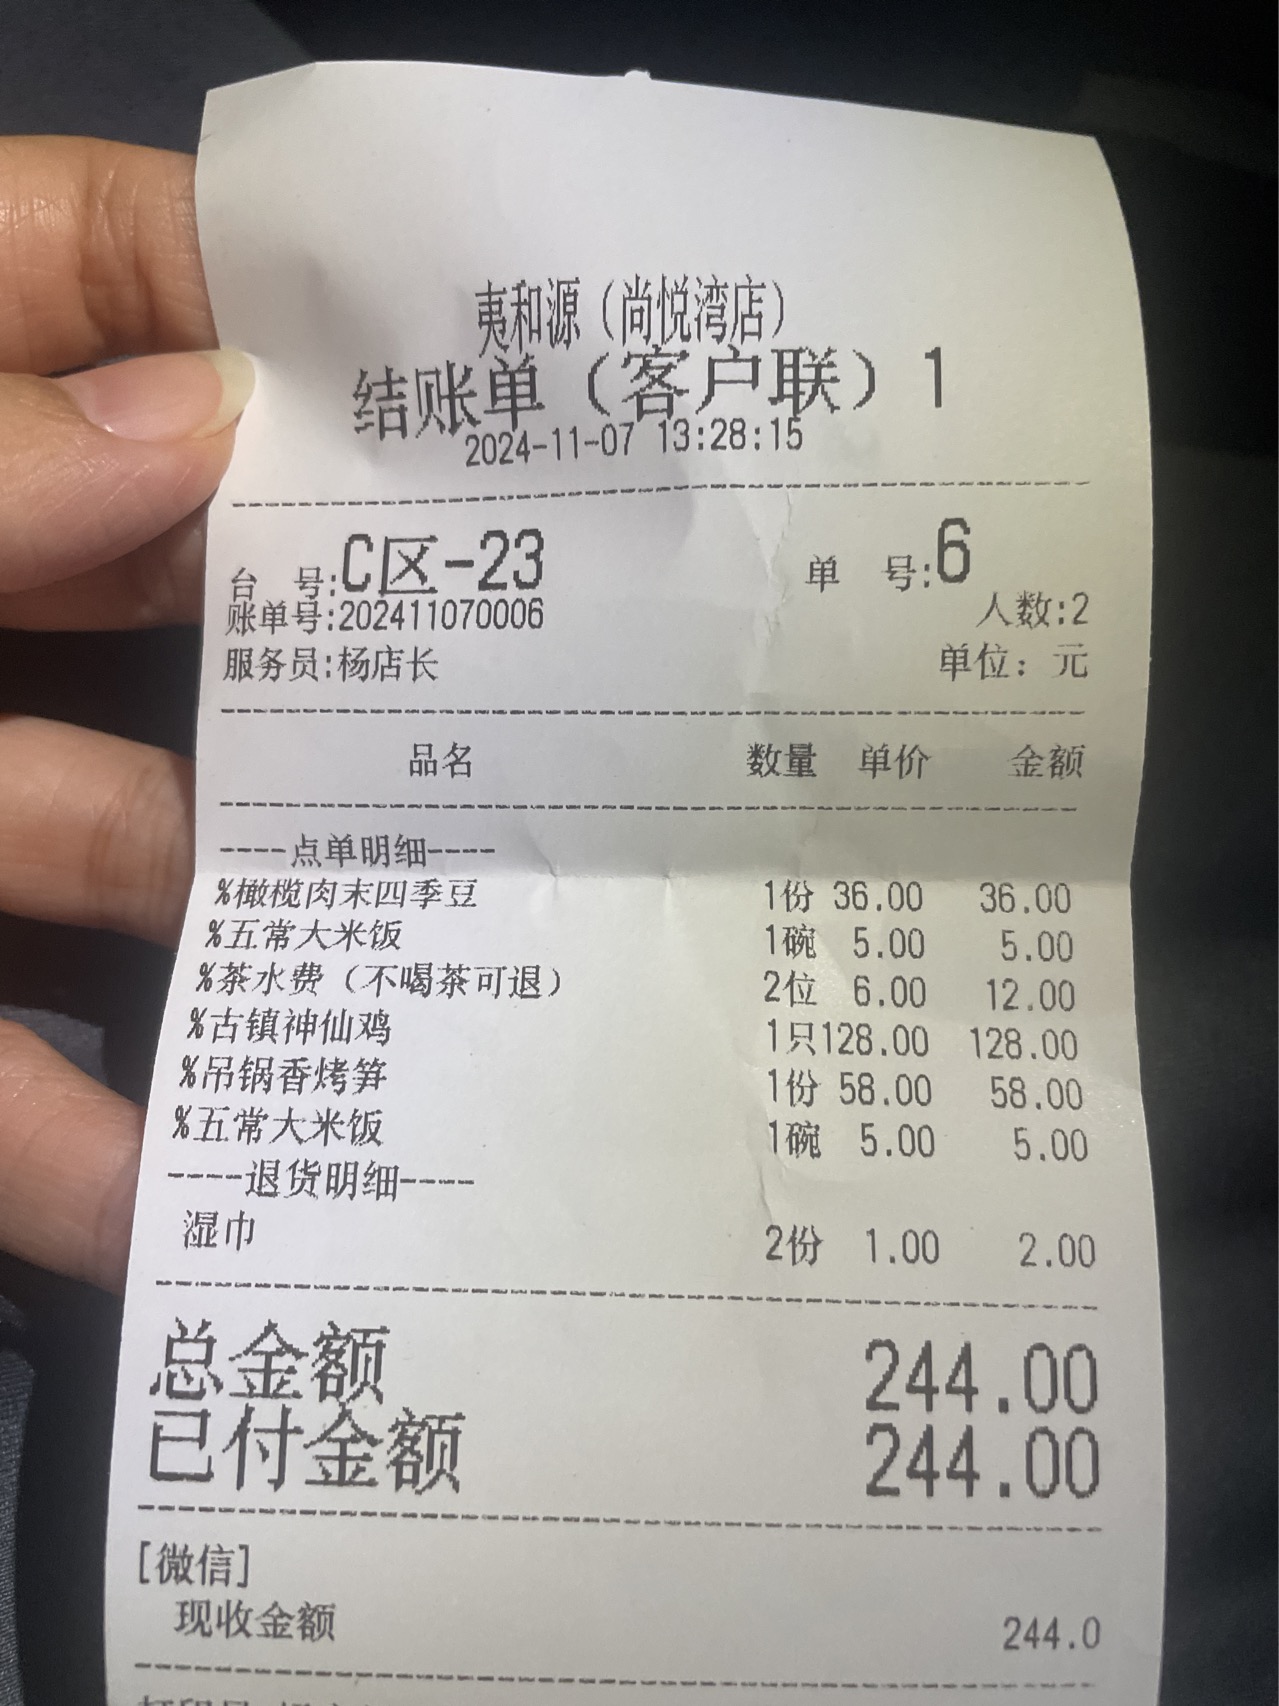 夷和源（尚悦湾店）
结账单（客户联）1
2024-11-07 13:28:15
台 号:C区-23 单 号:6
账单号:202411070006 人数:2
服务员:杨店长 单位：元
品名 数量 单价 金额
----点单明细----
%橄榄肉末四季豆 1份 36.00 36.00
%五常大米饭 1碗 5.00 5.00
%茶水费（不喝茶可退） 2位 6.00 12.00
%古镇神仙鸡 1只128.00 128.00
%吊锅香烤笋 1份 58.00 58.00
%五常大米饭 1碗 5.00 5.00
----退货明细----
湿巾 2份 1.00 2.00
总金额 244.00
已付金额 244.00
[微信]
现收金额 244.0